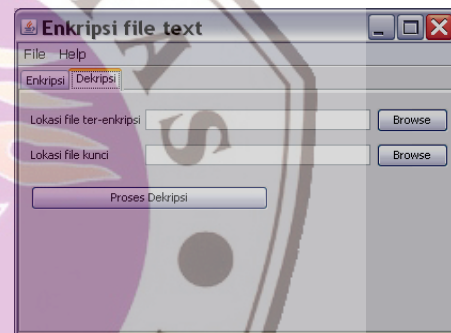 Enkripsi file text
File Help
Enkripsi Dekripsi
Lokasi file ter-enkripsi Browse
Lokasi file kunci Browse
Proses Dekripsi